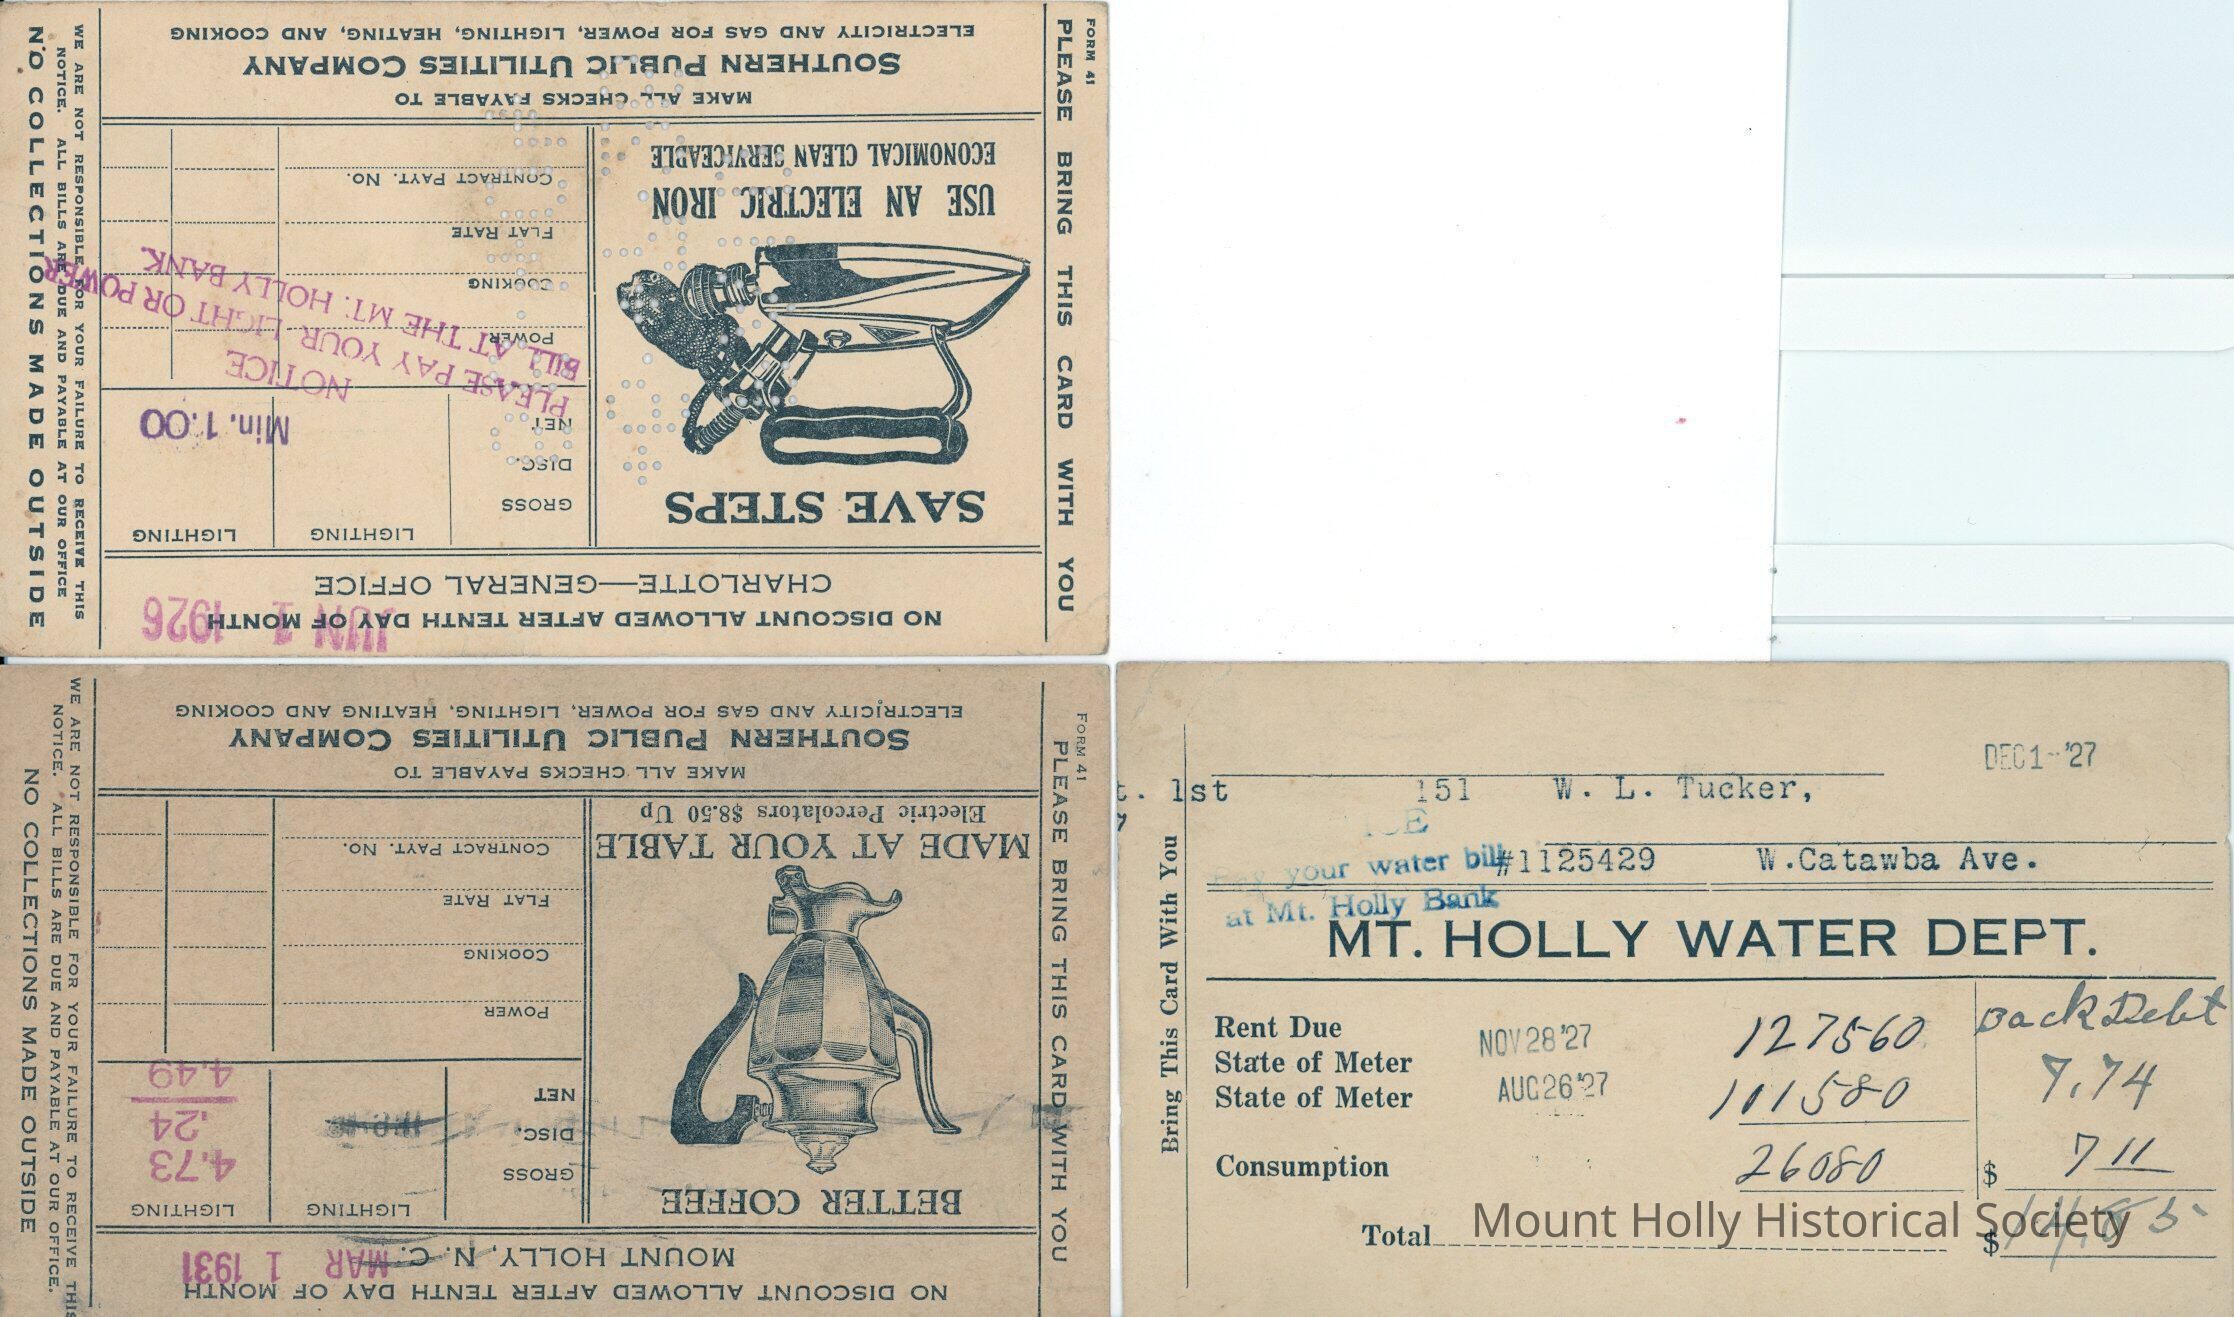 FORM 41
PLEASE BRING THIS CARD WITH YOU
NO DISCOUNT ALLOWED AFTER TENTH DAY OF MONTH
JUN 1 1926
CHARLOTTE—GENERAL OFFICE
SAVE STEPS
USE AN ELECTRIC IRON
ECONOMICAL CLEAN SERVICEABLE
LIGHTING LIGHTING
GROSS
DISC.
NET
Min. 1.00
POWER
COOKING
FLAT RATE
CONTRACT PAYT. NO.
NOTICE
PLEASE PAY YOUR LIGHT OR POWER
BILL AT THE MT. HOLLY BANK.
MAKE ALL CHECKS PAYABLE TO
SOUTHERN PUBLIC UTILITIES COMPANY
ELECTRICITY AND GAS FOR POWER, LIGHTING, HEATING, AND COOKING
WE ARE NOT RESPONSIBLE FOR YOUR FAILURE TO RECEIVE THIS
NOTICE. ALL BILLS ARE DUE AND PAYABLE AT OUR OFFICE
NO COLLECTIONS MADE OUTSIDE
FORM 41
PLEASE BRING THIS CARD WITH YOU
NO DISCOUNT ALLOWED AFTER TENTH DAY OF MONTH
MOUNT HOLLY, N. C.
MAR 1 1931
BETTER COFFEE
MADE AT YOUR TABLE
Electric Percolators $8.50 Up
LIGHTING LIGHTING
GROSS 4.73
DISC. .24
NET 4.49
POWER
COOKING
FLAT RATE
CONTRACT PAYT. NO.
MAKE ALL CHECKS PAYABLE TO
SOUTHERN PUBLIC UTILITIES COMPANY
ELECTRICITY AND GAS FOR POWER, LIGHTING, HEATING, AND COOKING
WE ARE NOT RESPONSIBLE FOR YOUR FAILURE TO RECEIVE THIS
NOTICE. ALL BILLS ARE DUE AND PAYABLE AT OUR OFFICE.
NO COLLECTIONS MADE OUTSIDE
Bring This Card With You
DEC 1-'27
1st 151 W. L. Tucker,
#1125429 W.Catawba Ave.
Pay your water bill
at Mt. Holly Bank
MT. HOLLY WATER DEPT.
Back Debt
Rent Due
State of Meter NOV 28 '27 127560
State of Meter AUG 26 '27 101580
7.74
Consumption 26080 $ 7 11
Total $ 14.85
Mount Holly Historical Society